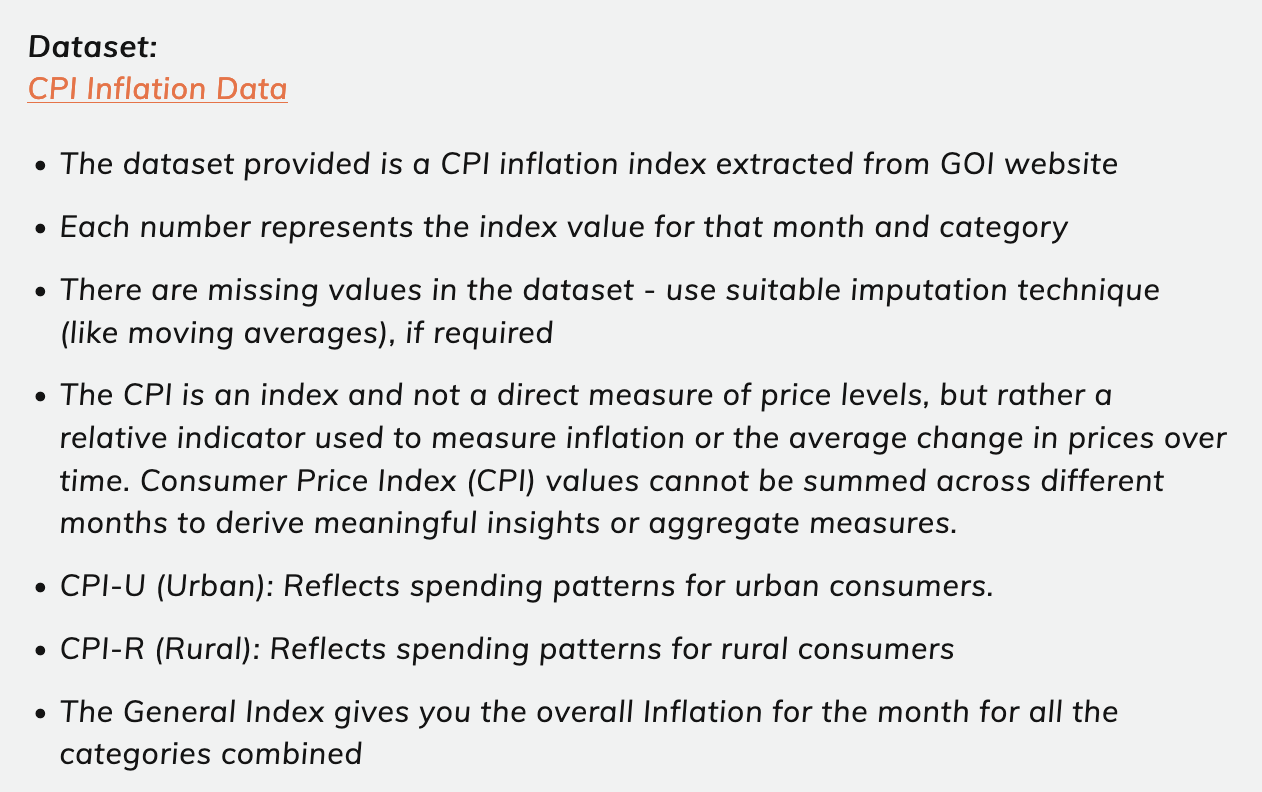 Dataset:
CPI Inflation Data
• The dataset provided is a CPI inflation index extracted from GOI website
• Each number represents the index value for that month and category
• There are missing values in the dataset - use suitable imputation technique
(like moving averages), if required
• The CPI is an index and not a direct measure of price levels, but rather a
relative indicator used to measure inflation or the average change in prices over
time. Consumer Price Index (CPI) values cannot be summed across different
months to derive meaningful insights or aggregate measures.
• CPI-U (Urban): Reflects spending patterns for urban consumers.
• CPI-R (Rural): Reflects spending patterns for rural consumers
• The General Index gives you the overall Inflation for the month for all the
categories combined